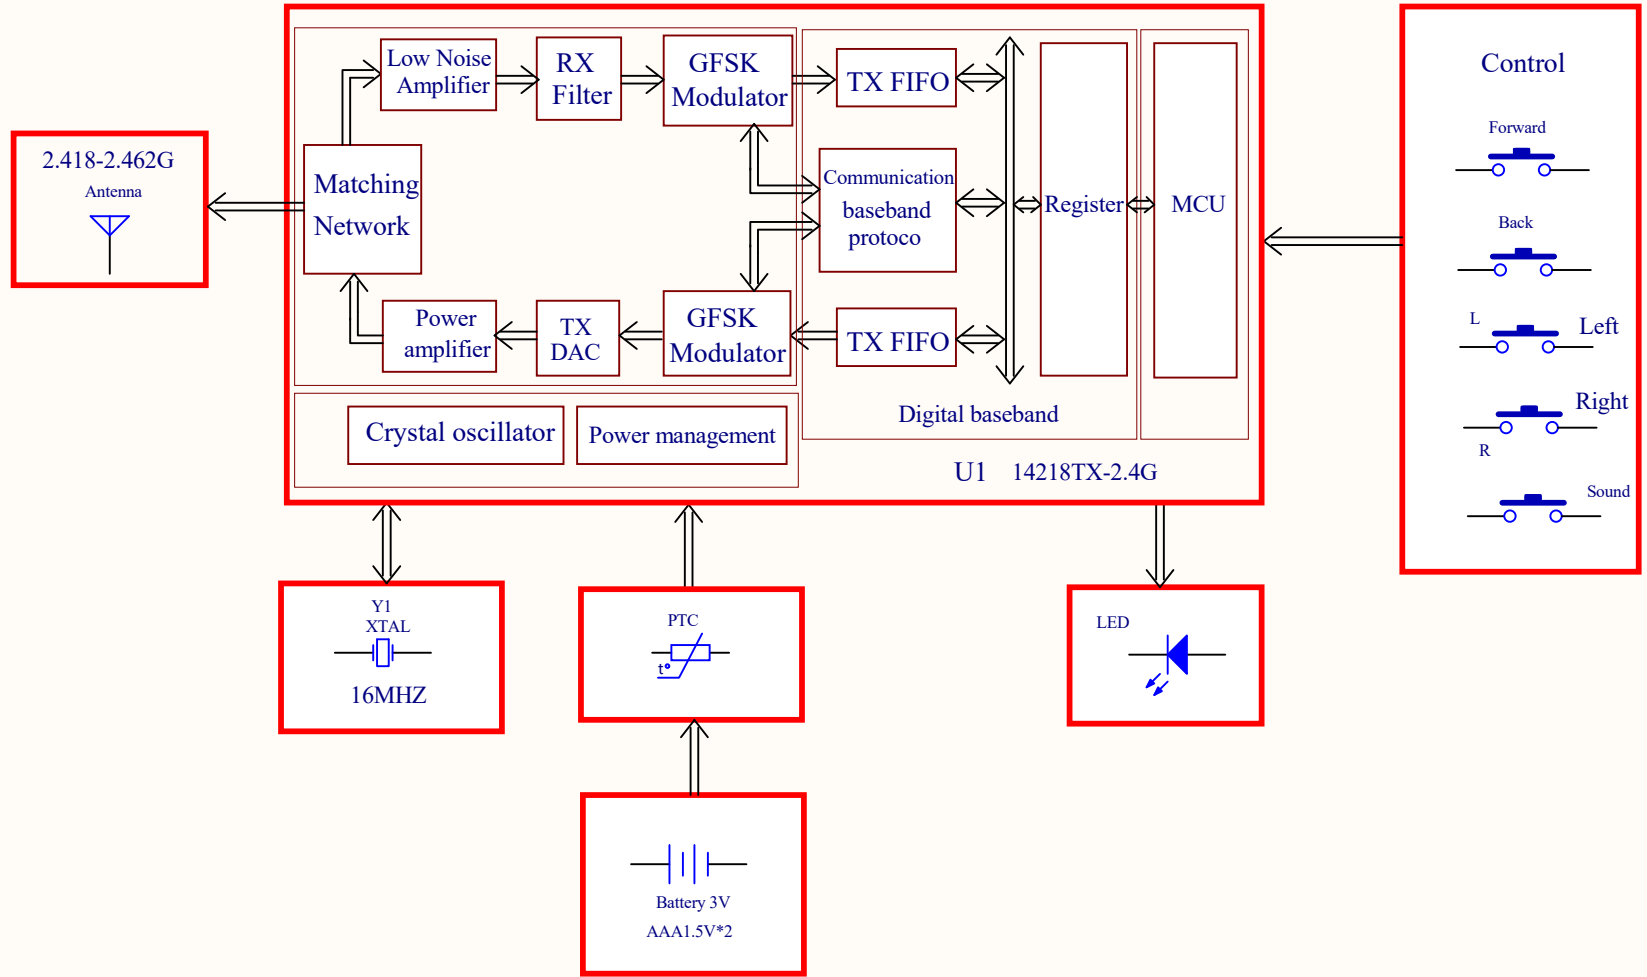 2.418-2.462G
Antenna
Matching
Network
Low Noise
Amplifier
RX
Filter
GFSK
Modulator
TX FIFO
Communication
baseband
protoco
Register
MCU
Power
amplifier
TX
DAC
GFSK
Modulator
TX FIFO
Digital baseband
Crystal oscillator
Power management
U1 14218TX-2.4G
Control
Forward
Back
L
Left
Right
R
Sound
Y1
XTAL
16MHZ
PTC
t°
LED
Battery 3V
AAA1.5V*2